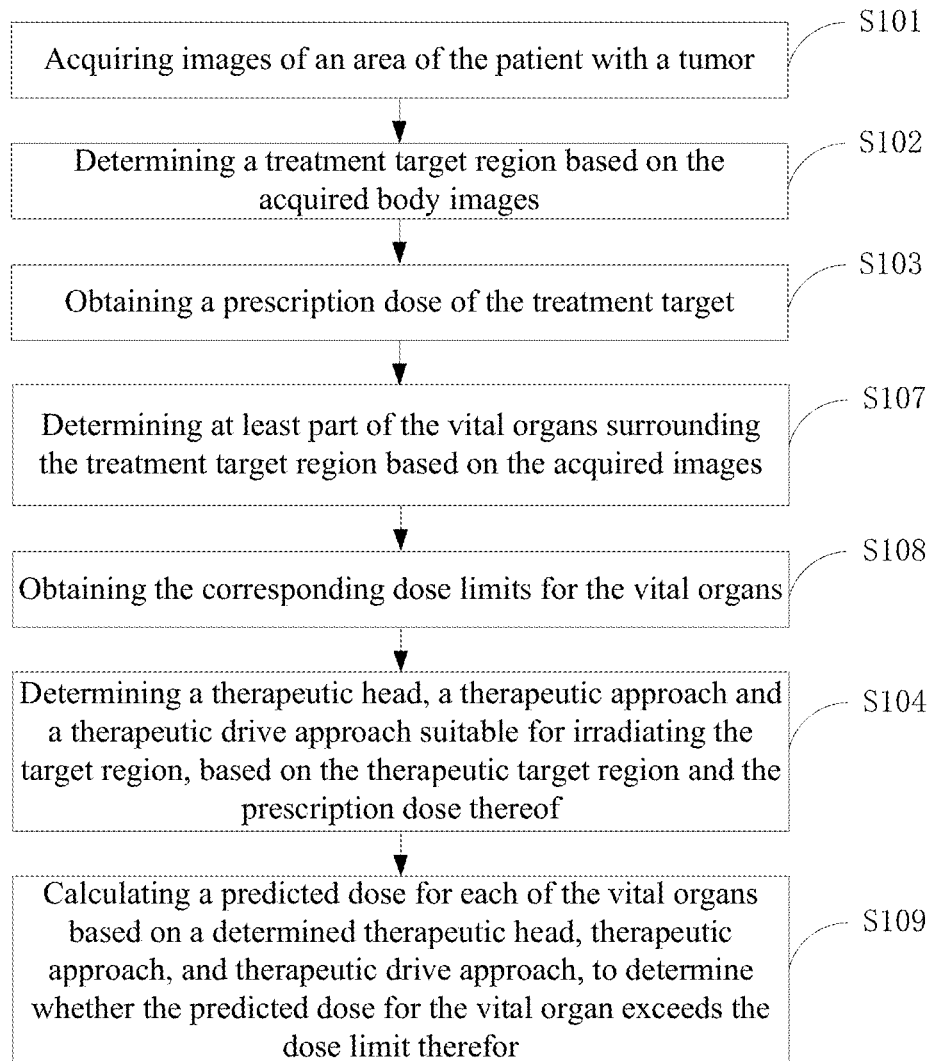 S101
Acquiring images of an area of the patient with a tumor
S102
Determining a treatment target region based on the
acquired body images
S103
Obtaining a prescription dose of the treatment target
S107
Determining at least part of the vital organs surrounding
the treatment target region based on the acquired images
S108
Obtaining the corresponding dose limits for the vital organs
S104
Determining a therapeutic head, a therapeutic approach and
a therapeutic drive approach suitable for irradiating the
target region, based on the therapeutic target region and the
prescription dose thereof
S109
Calculating a predicted dose for each of the vital organs
based on a determined therapeutic head, therapeutic
approach, and therapeutic drive approach, to determine
whether the predicted dose for the vital organ exceeds the
dose limit therefor